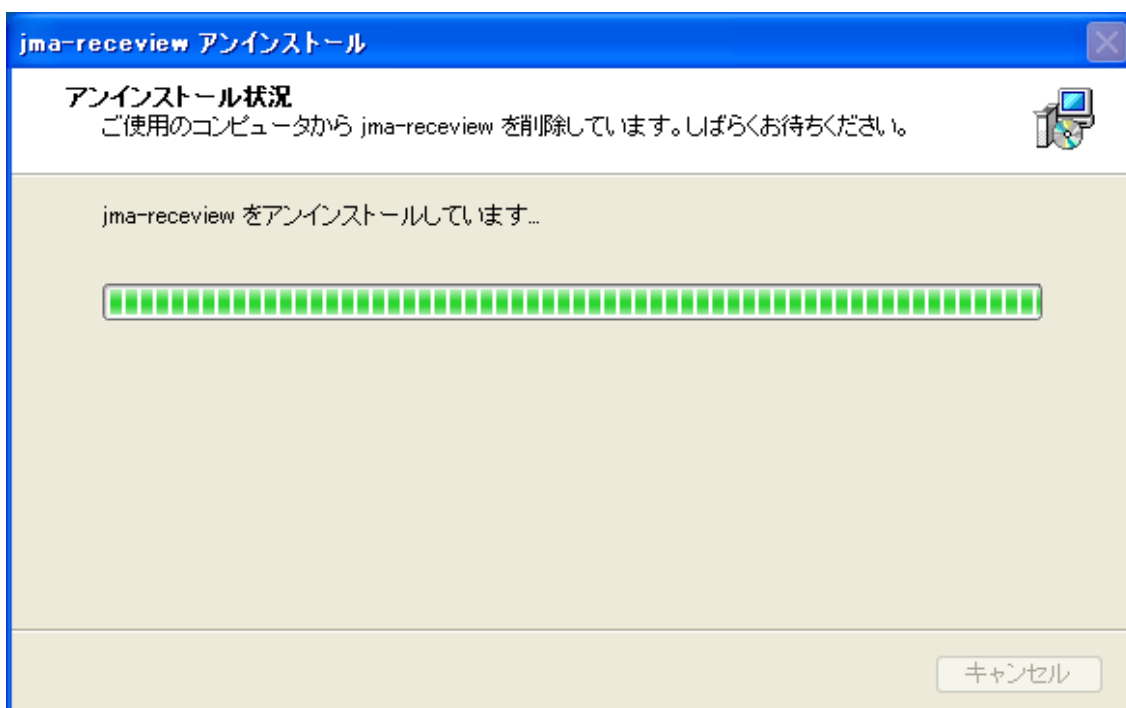 jma-receview アンインストール
アンインストール状況
ご使用のコンピュータから jma-receview を削除しています。しばらくお待ちください。
jma-receview をアンインストールしています...
キャンセル